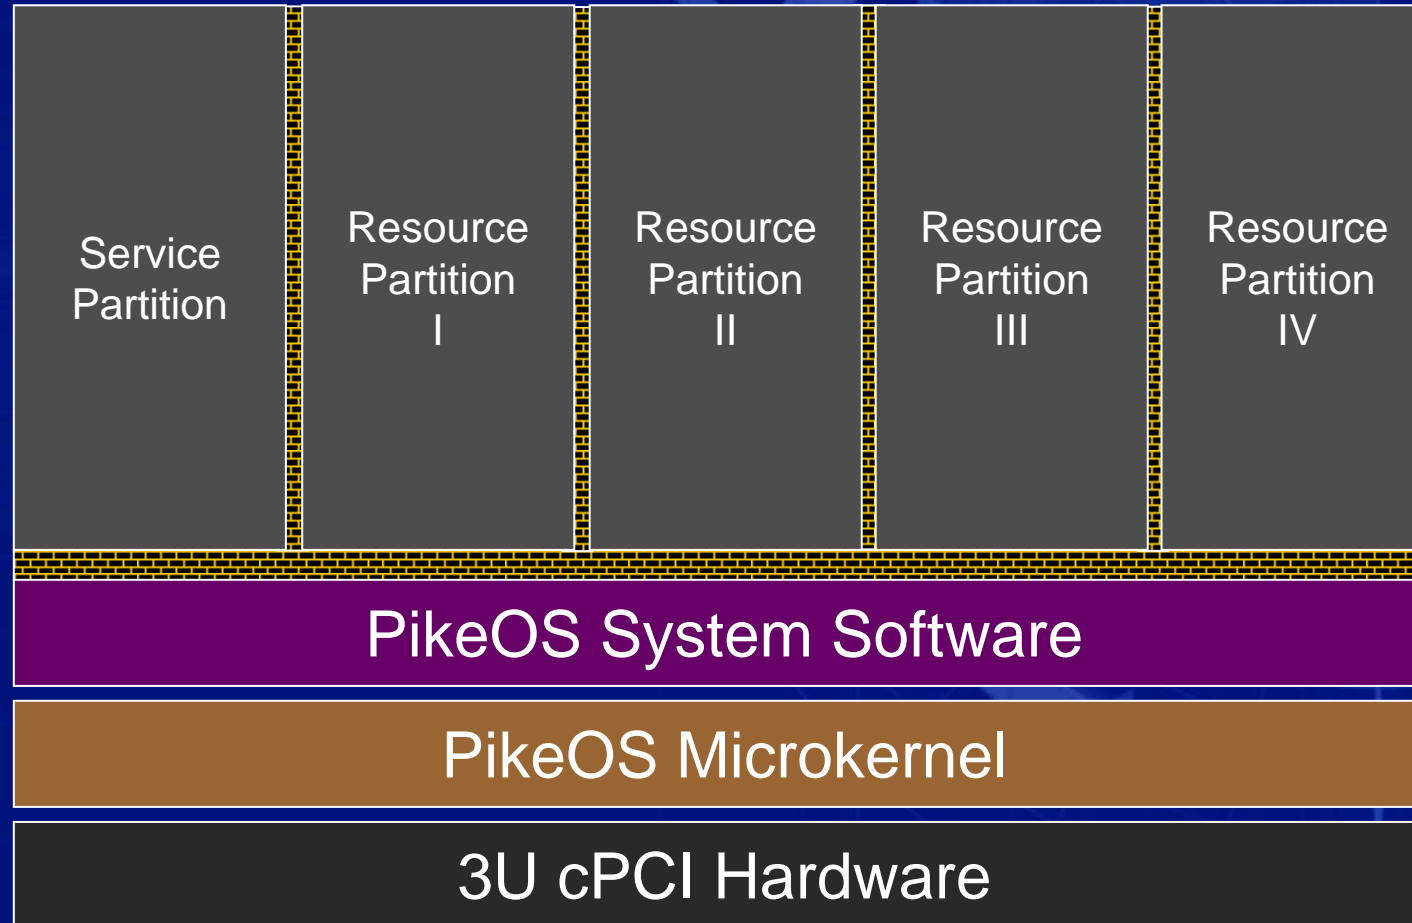 Service
Partition
Resource
Partition
I
Resource
Partition
II
Resource
Partition
III
Resource
Partition
IV
PikeOS System Software
PikeOS Microkernel
3U cPCI Hardware